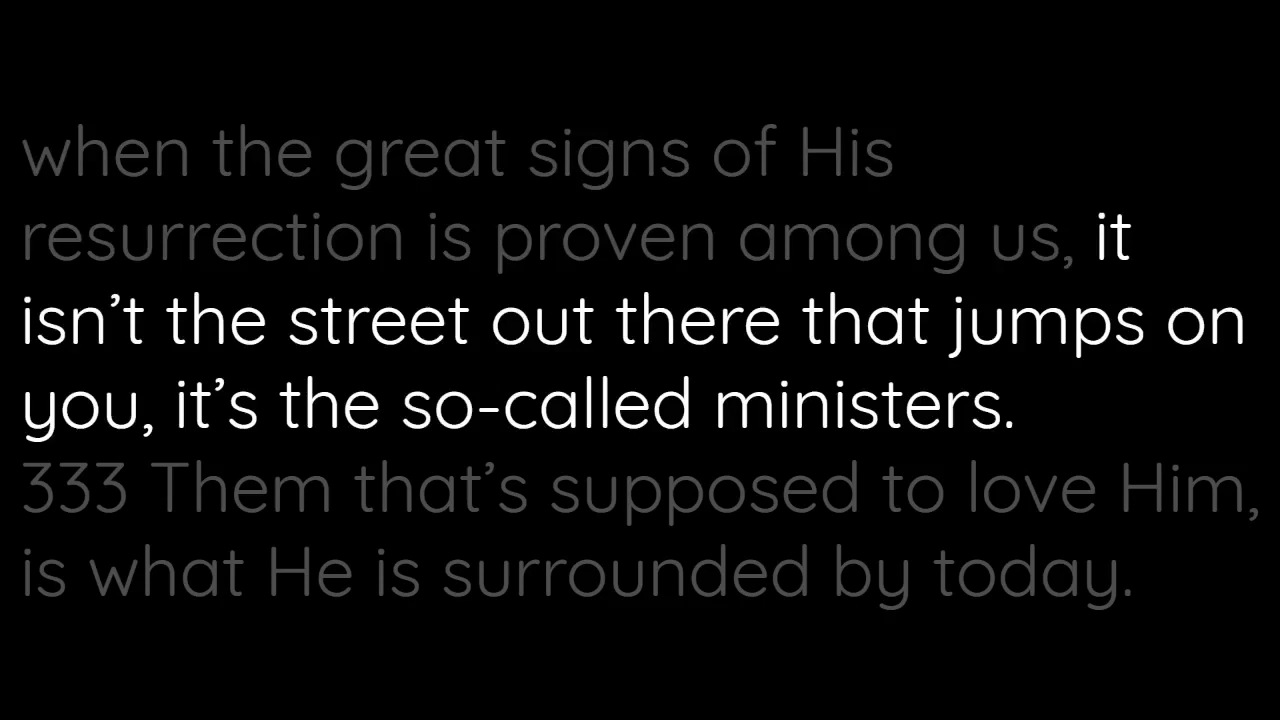 when the great signs of His
resurrection is proven among us, it
isn’t the street out there that jumps on
you, it’s the so-called ministers.
333 Them that’s supposed to love Him,
is what He is surrounded by today.